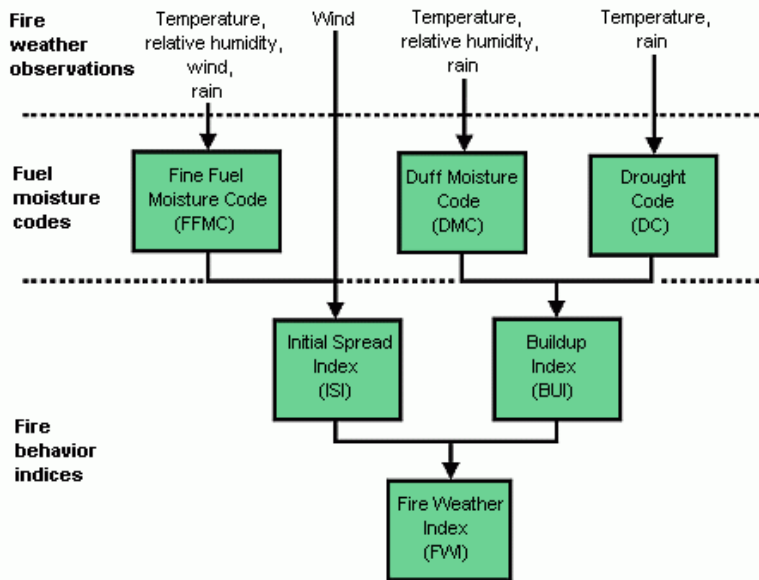 Fire
weather
observations
Temperature,
relative humidity,
wind,
rain
Wind
Temperature,
relative humidity,
rain
Temperature,
rain
Fuel
moisture
codes
Fine Fuel
Moisture Code
(FFMC)
Duff Moisture
Code
(DMC)
Drought
Code
(DC)
Fire
behavior
indices
Initial Spread
Index
(ISI)
Buildup
Index
(BUI)
Fire Weather
Index
(FWI)